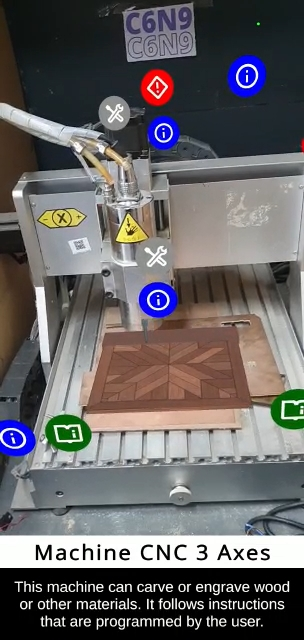 C6N9
C6N9
X
Machine CNC 3 Axes
This machine can carve or engrave wood
or other materials. It follows instructions
that are programmed by the user.